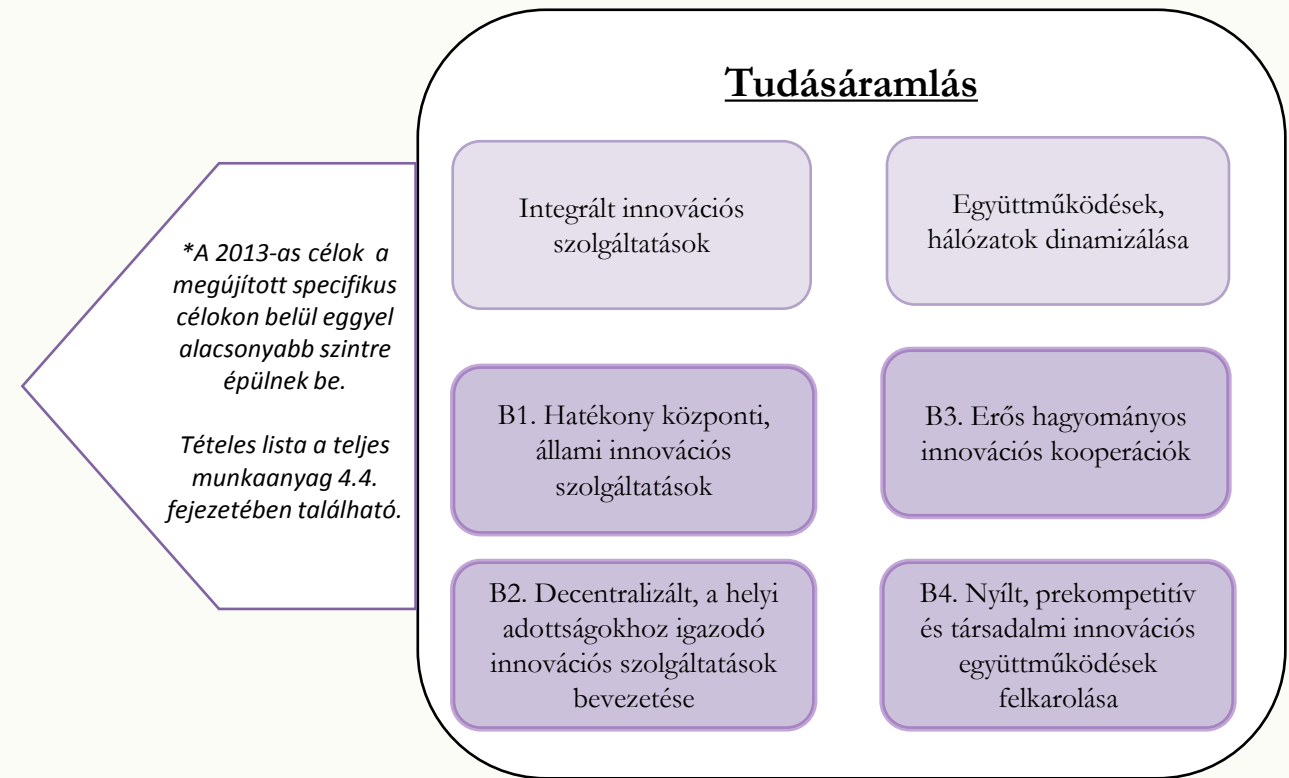 Tudásáramlás
Integrált innovációs
szolgáltatások
Együttműködések,
hálózatok dinamizálása
*A 2013-as célok a
megújított specifikus
célokon belül eggyel
alacsonyabb szintre
épülnek be.
Tételes lista a teljes
munkaanyag 4.4.
fejezetében található.
B1. Hatékony központi,
állami innovációs
szolgáltatások
B3. Erős hagyományos
innovációs kooperációk
B2. Decentralizált, a helyi
adottságokhoz igazodó
innovációs szolgáltatások
bevezetése
B4. Nyílt, prekompetitív
és társadalmi innovációs
együttműködések
felkarolása